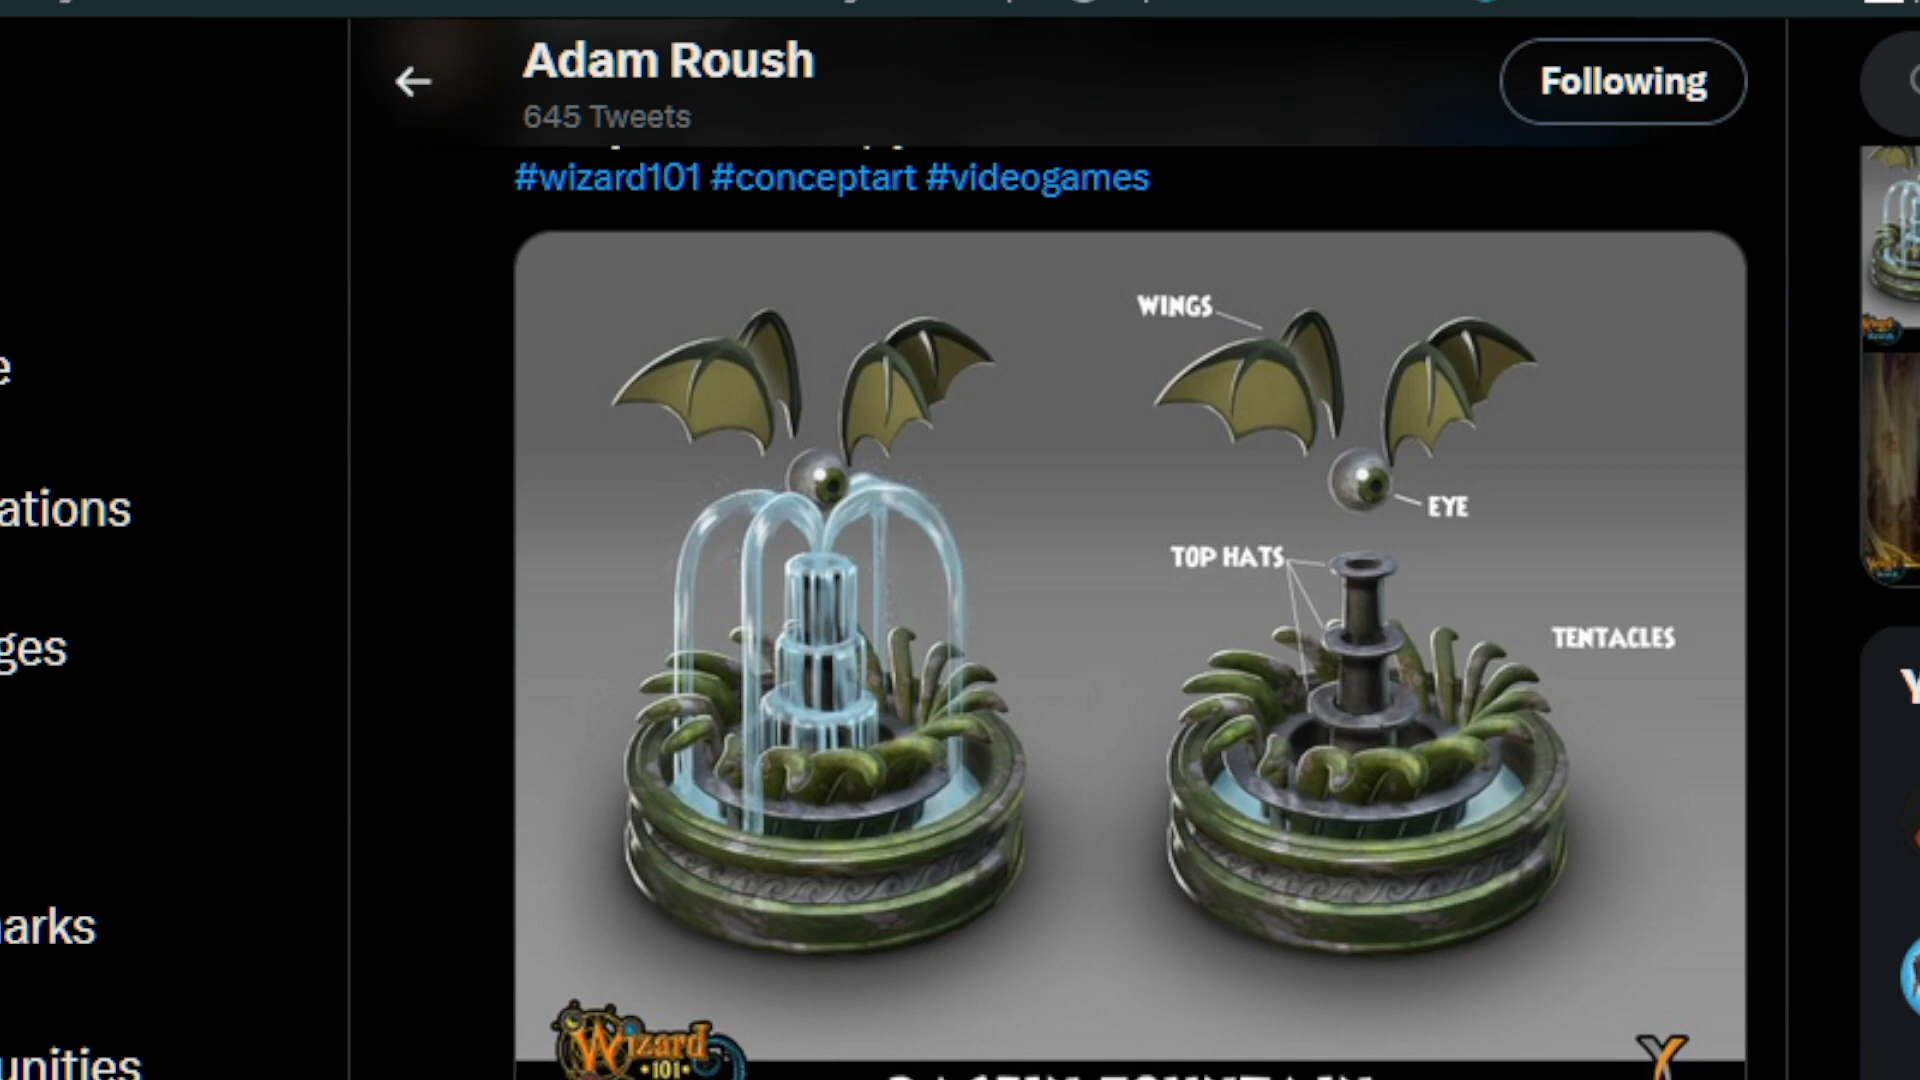 Adam Roush
645 Tweets
Following
#wizard101 #conceptart #videogames
WINGS
EYE
TOP HATS
TENTACLES
ations
ges
arks
unities
Wizard
101